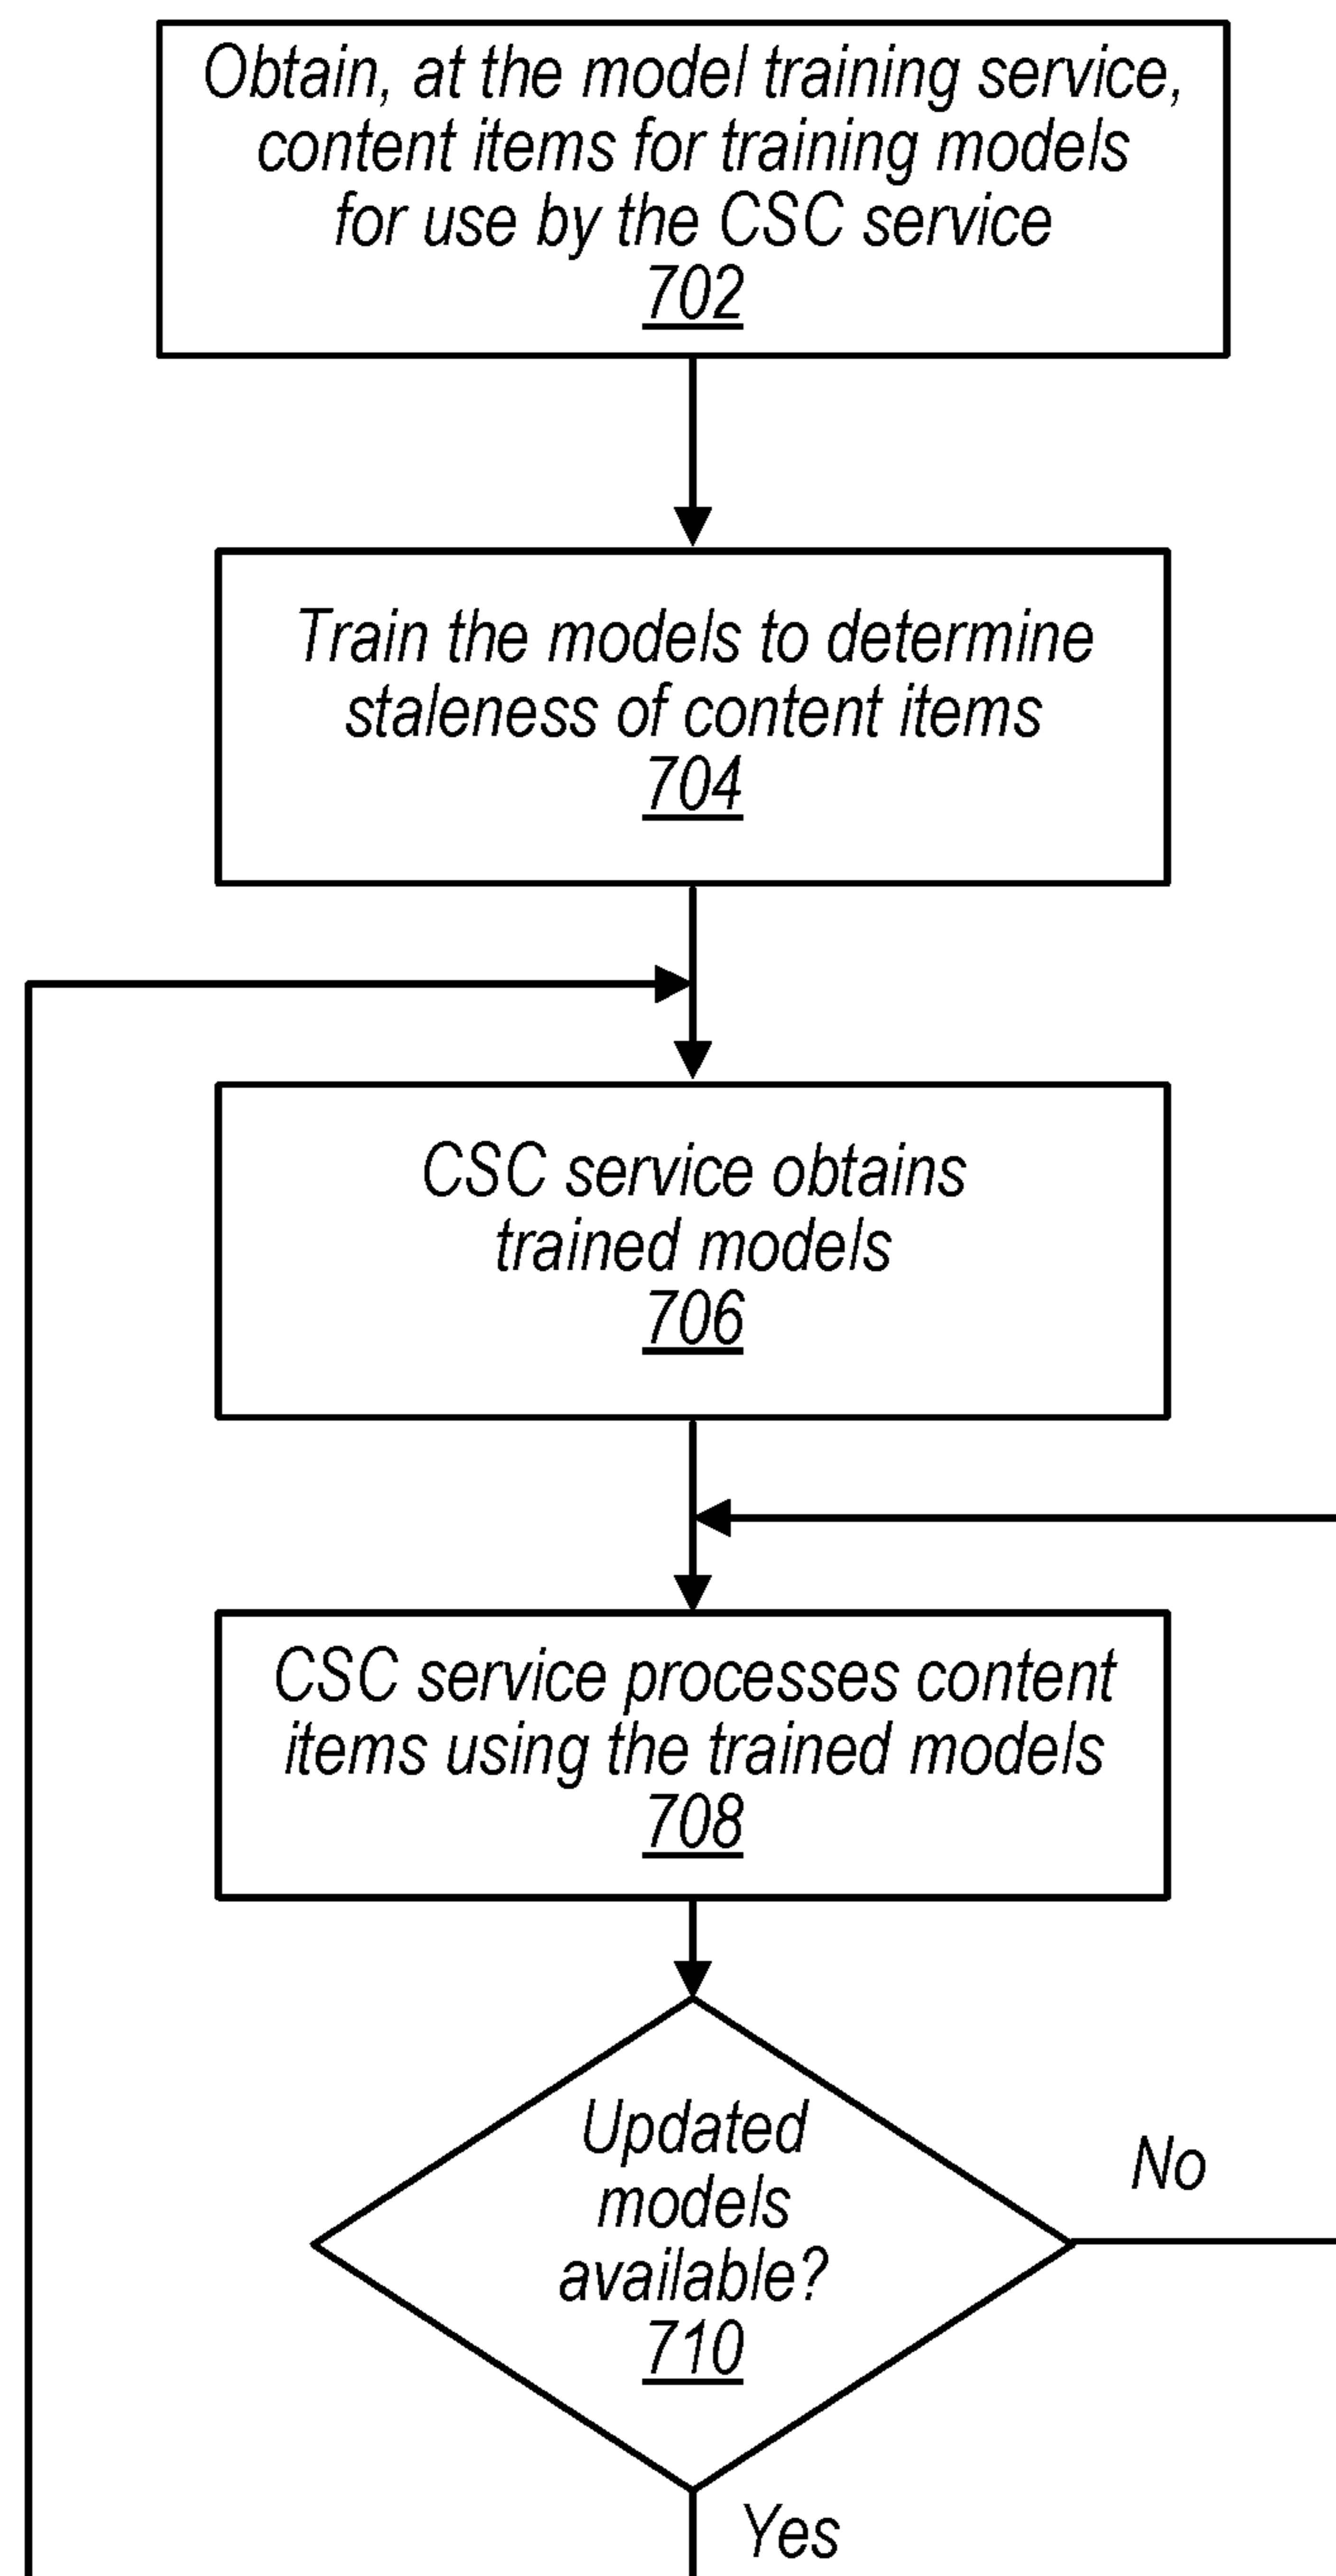 Obtain, at the model training service,
content items for training models
for use by the CSC service
702
Train the models to determine
staleness of content items
704
CSC service obtains
trained models
706
CSC service processes content
items using the trained models
708
Updated
models
available?
710
No
Yes